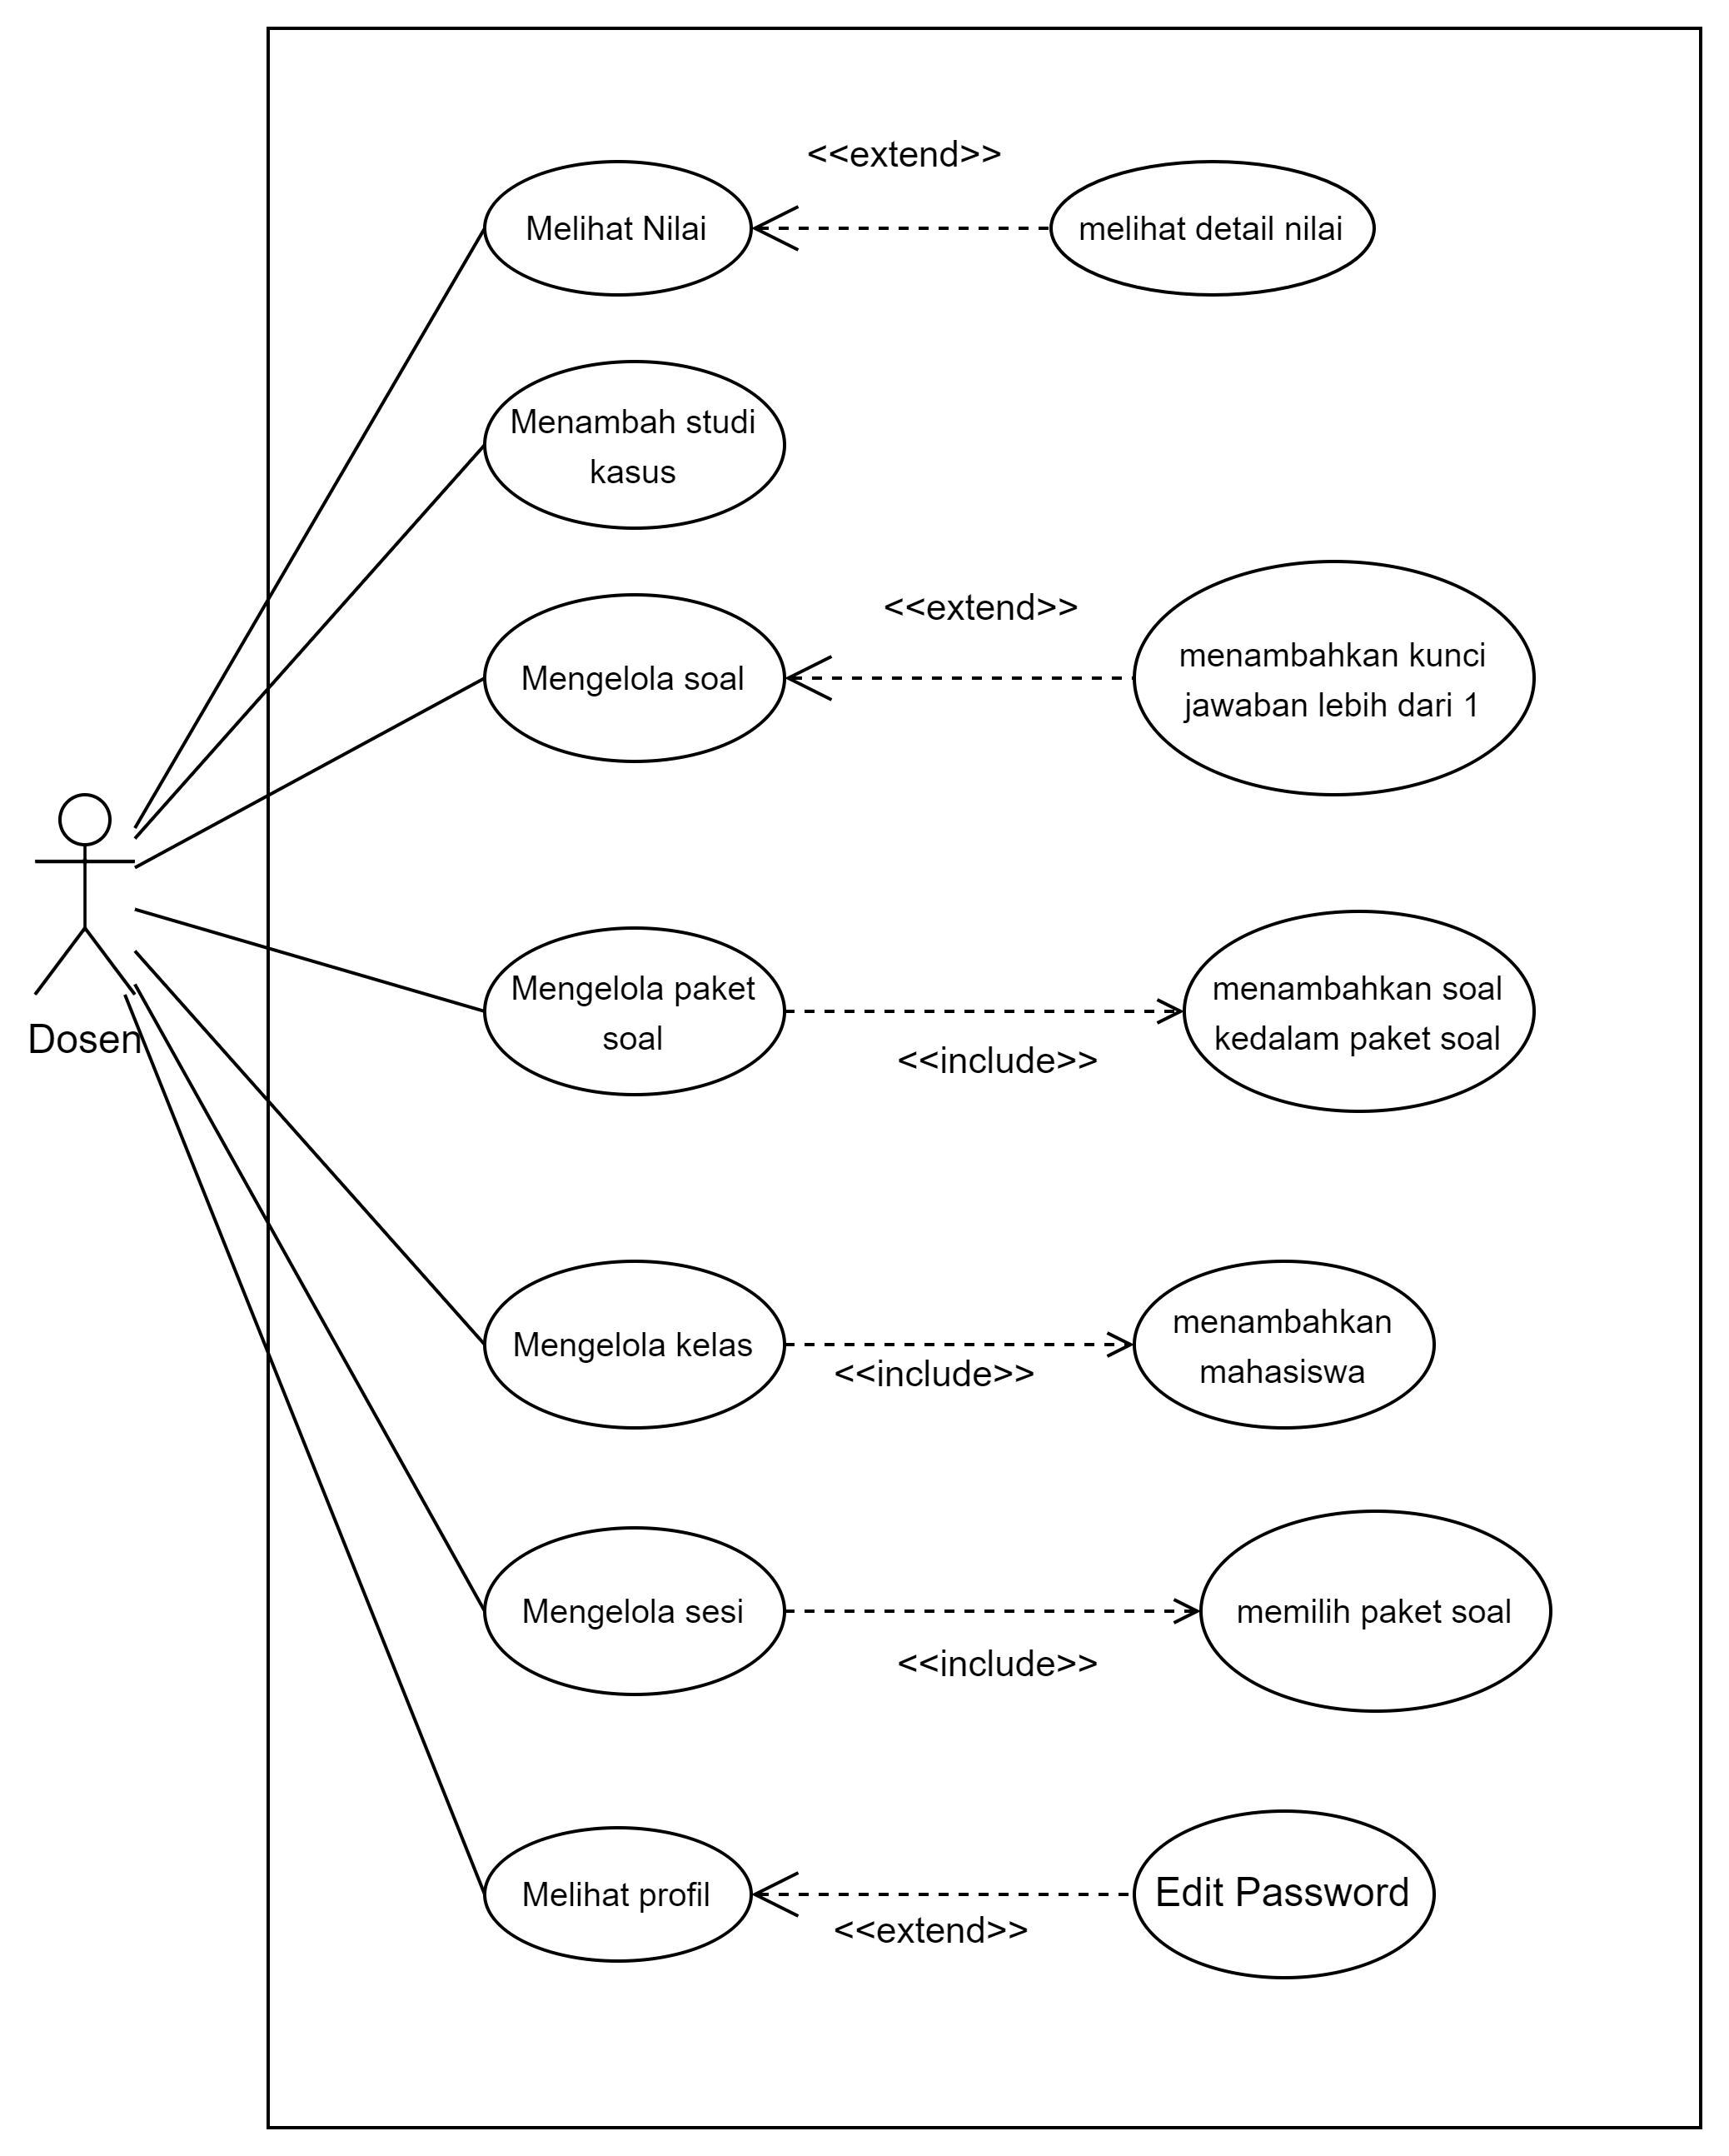 <<extend>>
Melihat Nilai
melihat detail nilai
Menambah studi
kasus
<<extend>>
Mengelola soal
menambahkan kunci
jawaban lebih dari 1
Dosen
Mengelola paket
soal
<<include>>
menambahkan soal
kedalam paket soal
Mengelola kelas
<<include>>
menambahkan
mahasiswa
Mengelola sesi
<<include>>
memilih paket soal
Melihat profil
<<extend>>
Edit Password